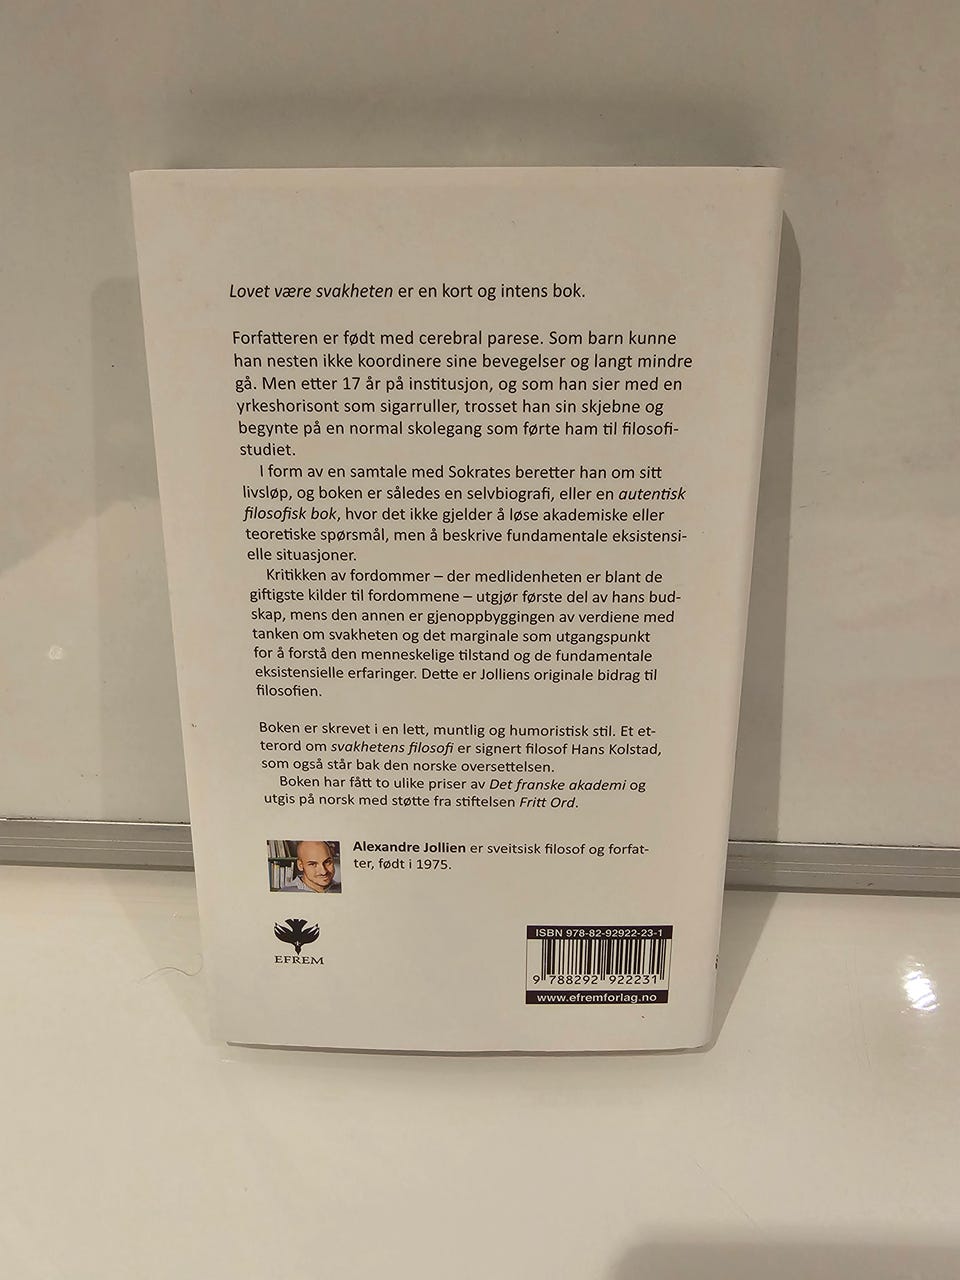 Lovet være svakheten er en kort og intens bok.
Forfatteren er født med cerebral parese. Som barn kunne
han nesten ikke koordinere sine bevegelser og langt mindre
gå. Men etter 17 år på institusjon, og som han sier med en
yrkeshorisont som sigarruller, trosset han sin skjebne og
begynte på en normal skolegang som førte ham til filosofi-
studiet.
I form av en samtale med Sokrates beretter han om sitt
livsløp, og boken er således en selvbiografi, eller en autentisk
filosofisk bok, hvor det ikke gjelder å løse akademiske eller
teoretiske spørsmål, men å beskrive fundamentale eksistensi-
elle situasjoner.
Kritikken av fordommer – der medlidenheten er blant de
giftigste kilder til fordommene – utgjør første del av hans bud-
skap, mens den annen er gjenoppbyggingen av verdiene med
tanken om svakheten og det marginale som utgangspunkt
for å forstå den menneskelige tilstand og de fundamentale
eksistensielle erfaringer. Dette er Jolliens originale bidrag til
filosofien.
Boken er skrevet i en lett, muntlig og humoristisk stil. Et et-
terord om svakhetens filosofi er signert filosof Hans Kolstad,
som også står bak den norske oversettelsen.
Boken har fått to ulike priser av Det franske akademi og
utgis på norsk med støtte fra stiftelsen Fritt Ord.
Alexandre Jollien er sveitsisk filosof og forfat-
ter, født i 1975.
EFREM
ISBN 978-82-92922-23-1
9 788292 922231
www.efremforlag.no